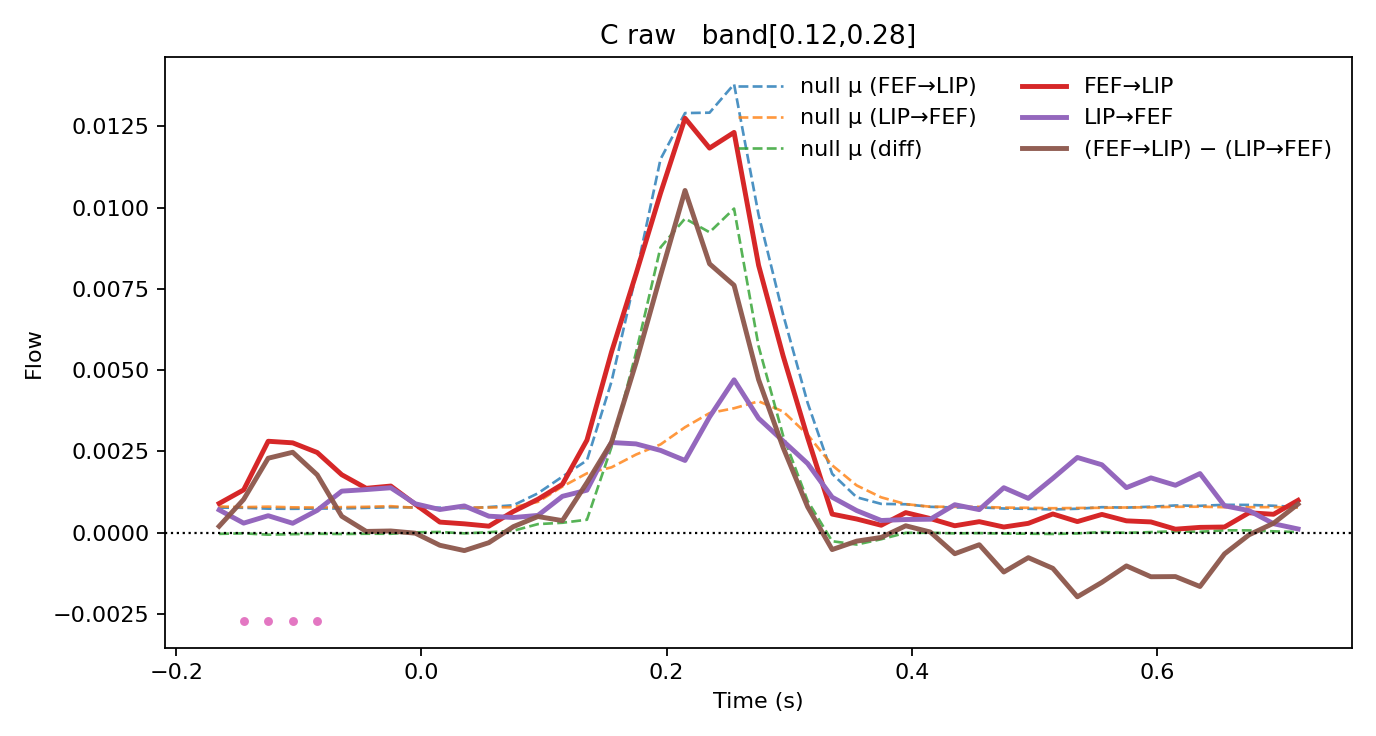 C raw   band[0.12,0.28]
null μ (FEF→LIP)
null μ (LIP→FEF)
null μ (diff)
FEF→LIP
LIP→FEF
(FEF→LIP) − (LIP→FEF)
Flow
0.0125
0.0100
0.0075
0.0050
0.0025
0.0000
−0.0025
−0.2
0.0
0.2
0.4
0.6
Time (s)